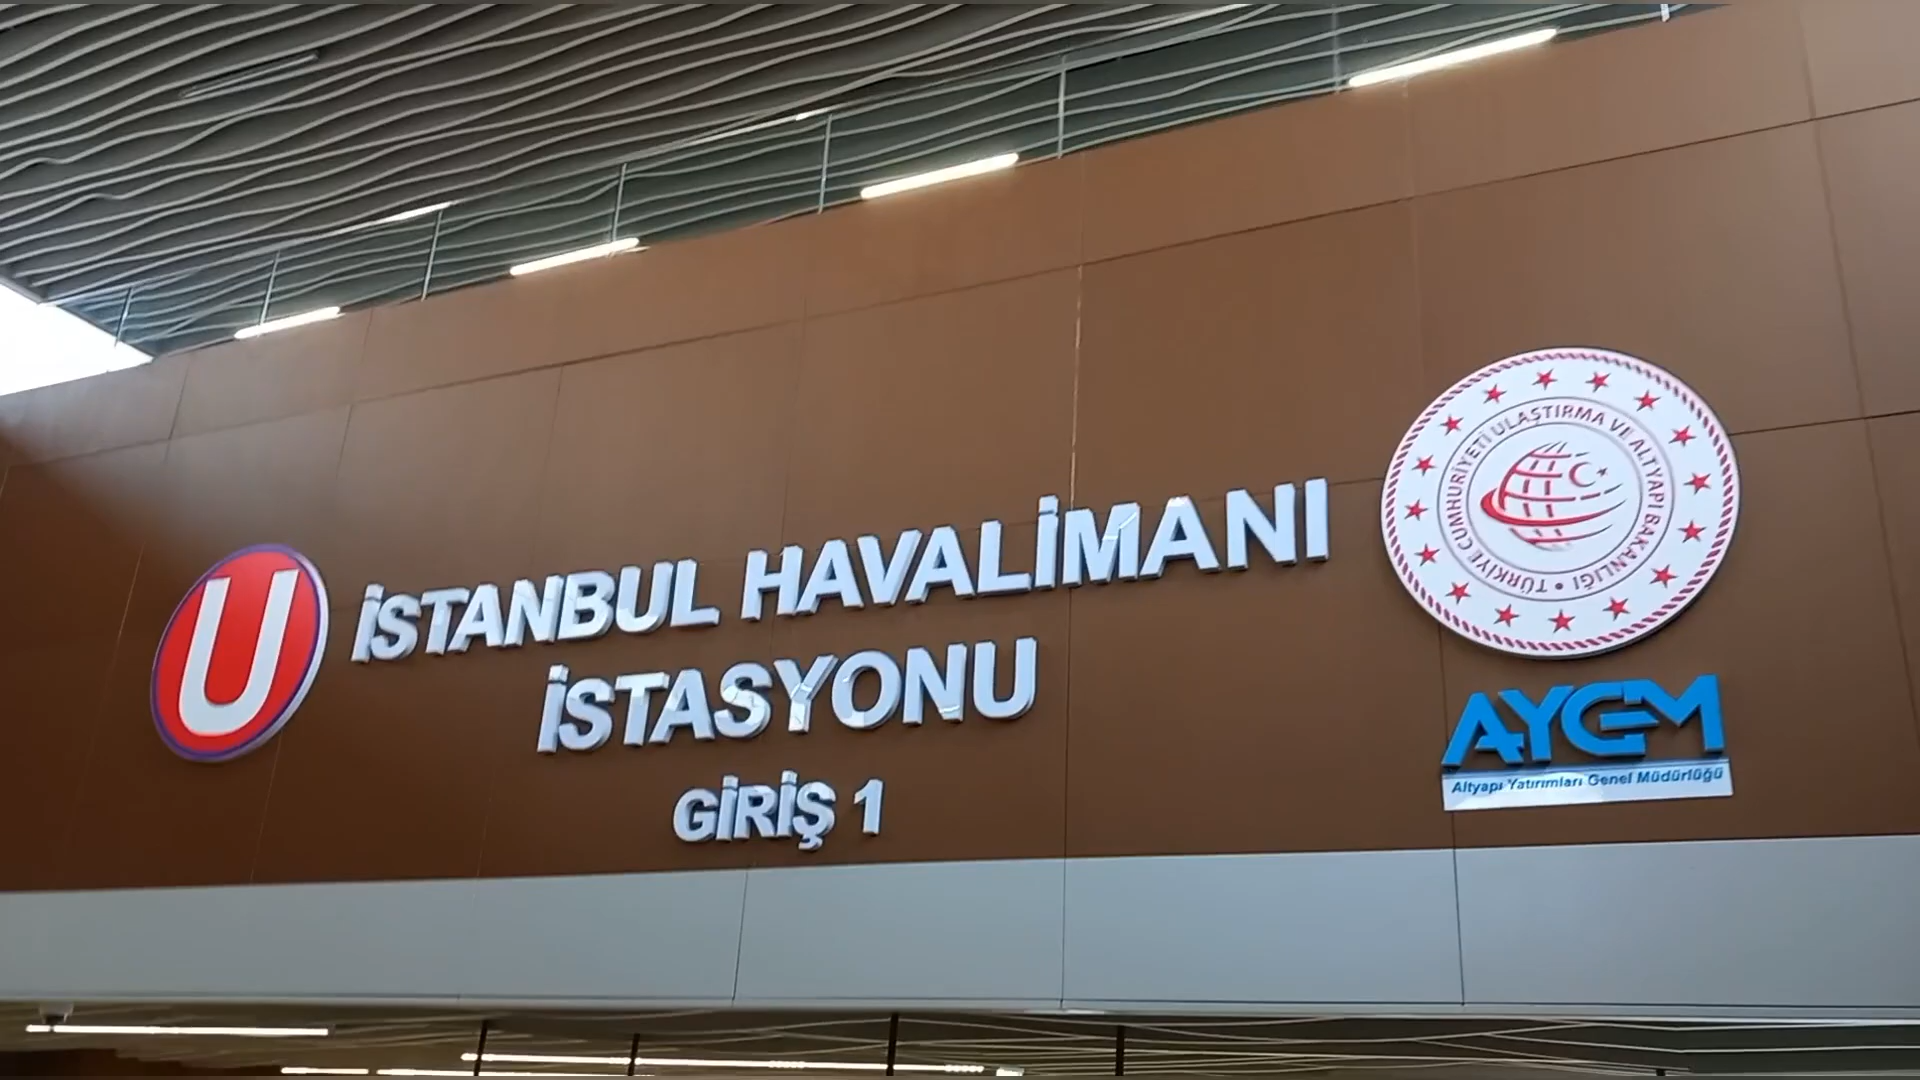 U
İSTANBUL HAVALİMANI
İSTASYONU
GİRİŞ 1
TÜRKİYE CUMHURİYETİ ULAŞTIRMA VE ALTYAPI BAKANLIĞI •
AYGM
Altyapı Yatırımları Genel Müdürlüğü